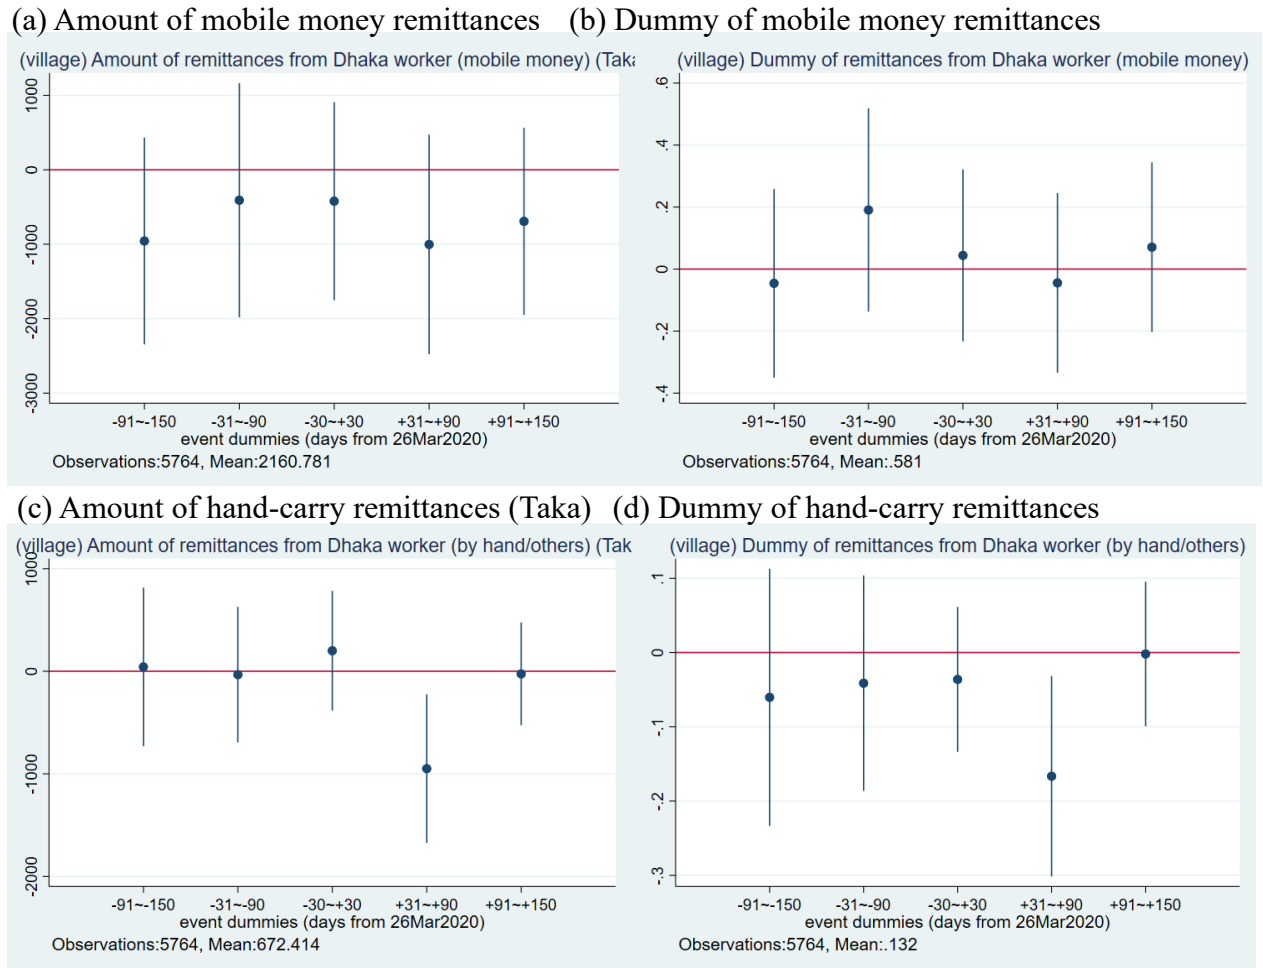 (a) Amount of mobile money remittances
(village) Amount of remittances from Dhaka worker (mobile money) (Taka
1000
0
-1000
-2000
-3000
-91~-150 -31~-90 -30~+30 +31~+90 +91~+150
event dummies (days from 26Mar2020)
Observations:5764, Mean:2160.781
(b) Dummy of mobile money remittances
(village) Dummy of remittances from Dhaka worker (mobile money)
.6
.4
.2
0
-.2
-.4
-91~-150 -31~-90 -30~+30 +31~+90 +91~+150
event dummies (days from 26Mar2020)
Observations:5764, Mean:.581
(c) Amount of hand-carry remittances (Taka)
(village) Amount of remittances from Dhaka worker (by hand/others) (Tak
1000
0
-1000
-2000
-91~-150 -31~-90 -30~+30 +31~+90 +91~+150
event dummies (days from 26Mar2020)
Observations:5764, Mean:672.414
(d) Dummy of hand-carry remittances
(village) Dummy of remittances from Dhaka worker (by hand/others)
.1
0
-.1
-.2
-.3
-91~-150 -31~-90 -30~+30 +31~+90 +91~+150
event dummies (days from 26Mar2020)
Observations:5764, Mean:.132